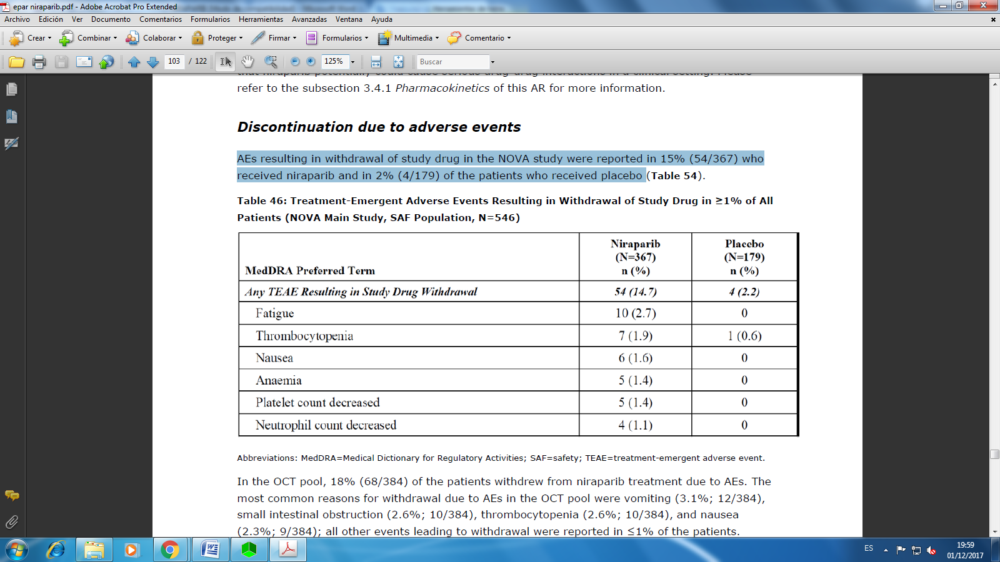 epar niraparib.pdf - Adobe Acrobat Pro Extended
Archivo Edición Ver Documento Comentarios Formularios Herramientas Avanzadas Ventana Ayuda
Crear Combinar Colaborar Proteger Firmar Formularios Multimedia Comentario
103 / 122 125% Buscar
that niraparib potentially could cause serious drug-drug interactions in a clinical setting. Please
refer to the subsection 3.4.1 Pharmacokinetics of this AR for more information.
Discontinuation due to adverse events
AEs resulting in withdrawal of study drug in the NOVA study were reported in 15% (54/367) who
received niraparib and in 2% (4/179) of the patients who received placebo (Table 54).
Table 46: Treatment-Emergent Adverse Events Resulting in Withdrawal of Study Drug in ≥1% of All
Patients (NOVA Main Study, SAF Population, N=546)
MedDRA Preferred Term Niraparib (N=367) n (%) Placebo (N=179) n (%)
Any TEAE Resulting in Study Drug Withdrawal 54 (14.7) 4 (2.2)
Fatigue 10 (2.7) 0
Thrombocytopenia 7 (1.9) 1 (0.6)
Nausea 6 (1.6) 0
Anaemia 5 (1.4) 0
Platelet count decreased 5 (1.4) 0
Neutrophil count decreased 4 (1.1) 0
Abbreviations: MedDRA=Medical Dictionary for Regulatory Activities; SAF=safety; TEAE=treatment-emergent adverse event.
In the OCT pool, 18% (68/384) of the patients withdrew from niraparib treatment due to AEs. The
most common reasons for withdrawal due to AEs in the OCT pool were vomiting (3.1%; 12/384),
small intestinal obstruction (2.6%; 10/384), thrombocytopenia (2.6%; 10/384), and nausea
(2.3%; 9/384); all other events leading to withdrawal were reported in ≤1% of the patients.
ES 19:59
01/12/2017